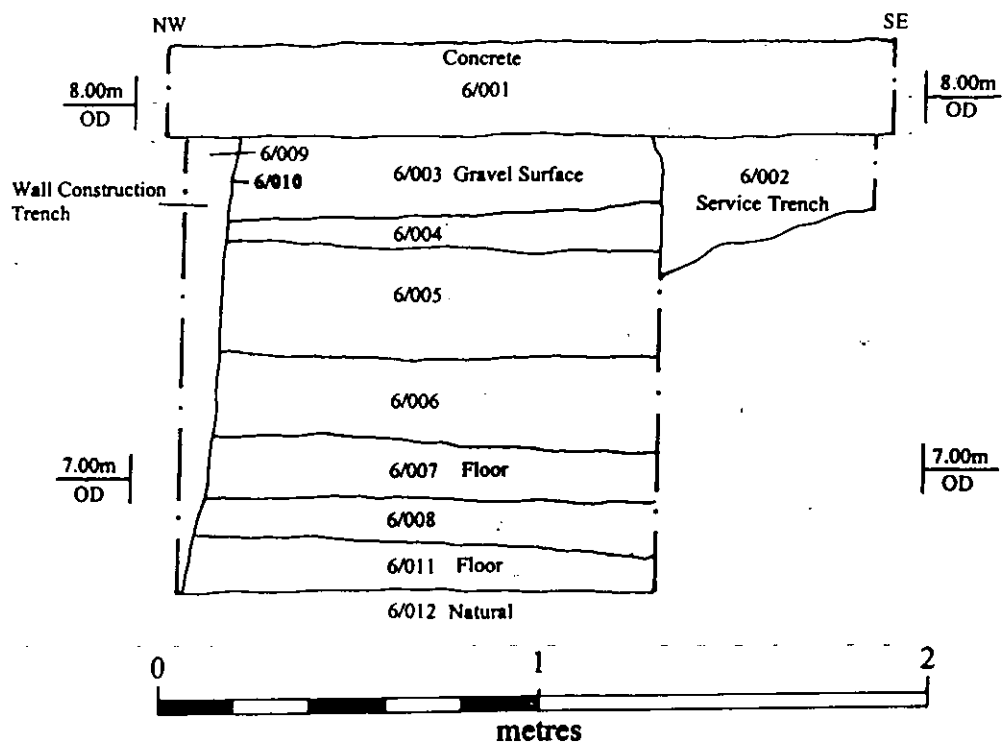 NW
SE
Concrete
6/001
8.00m
OD
8.00m
OD
6/009
6/010
6/003 Gravel Surface
6/002
Service Trench
Wall Construction
Trench
6/004
6/005
6/006
7.00m
OD
6/007 Floor
7.00m
OD
6/008
6/011 Floor
6/012 Natural
0
1
2
metres